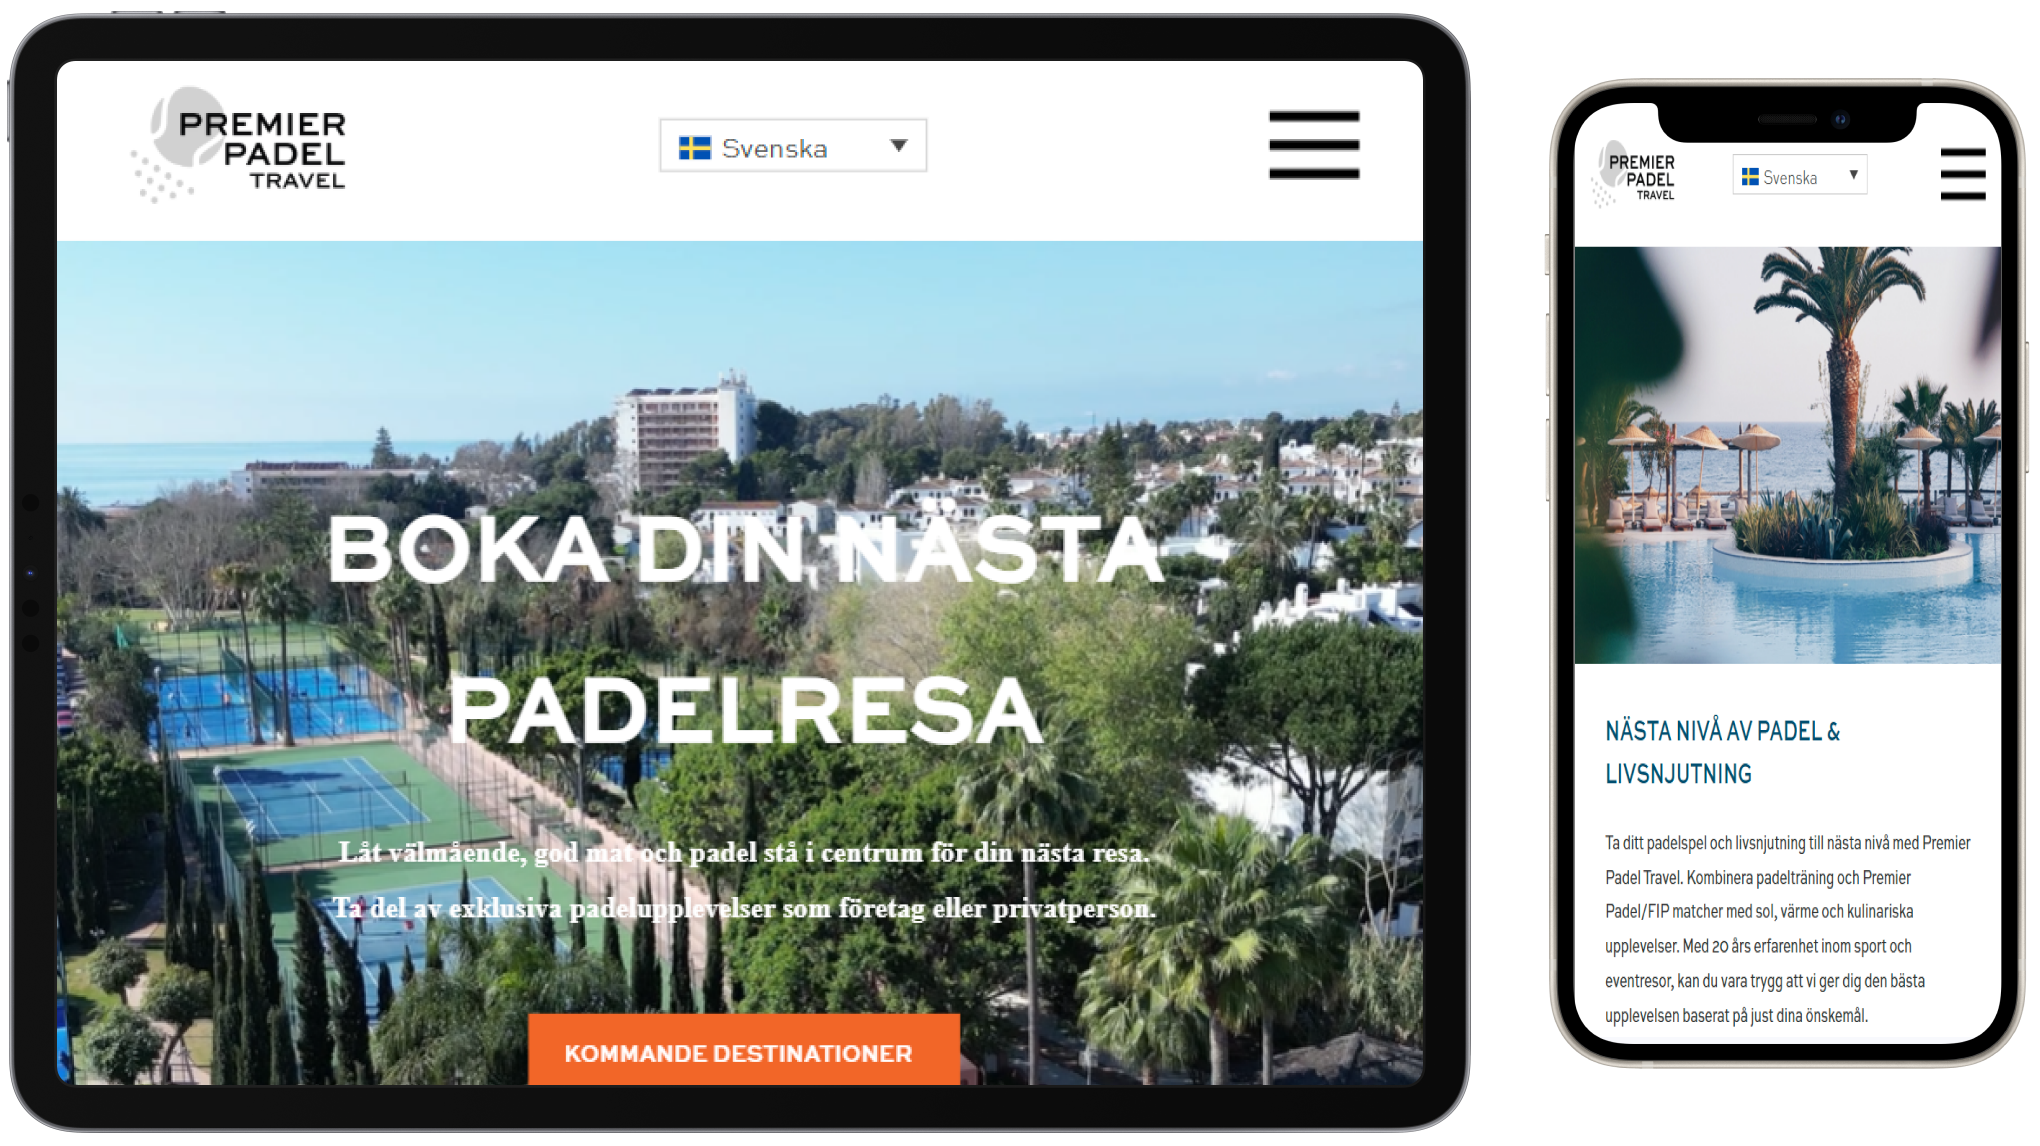 PREMIER
PADEL
TRAVEL
Svenska
BOKA DIN NÄSTA
PADELRESA
Låt välmående, god mat och padel stå i centrum för din nästa resa.
Ta del av exklusiva padelupplevelser som företag eller privatperson.
KOMMANDE DESTINATIONER
PREMIER
PADEL
TRAVEL
Svenska
NÄSTA NIVÅ AV PADEL &
LIVSNJUTNING
Ta ditt padelspel och livsnjutning till nästa nivå med Premier
Padel Travel. Kombinera padelträning och Premier
Padel/FIP matcher med sol, värme och kulinariska
upplevelser. Med 20 års erfarenhet inom sport och
eventresor, kan du vara trygg att vi ger dig den bästa
upplevelsen baserat på just dina önskemål.